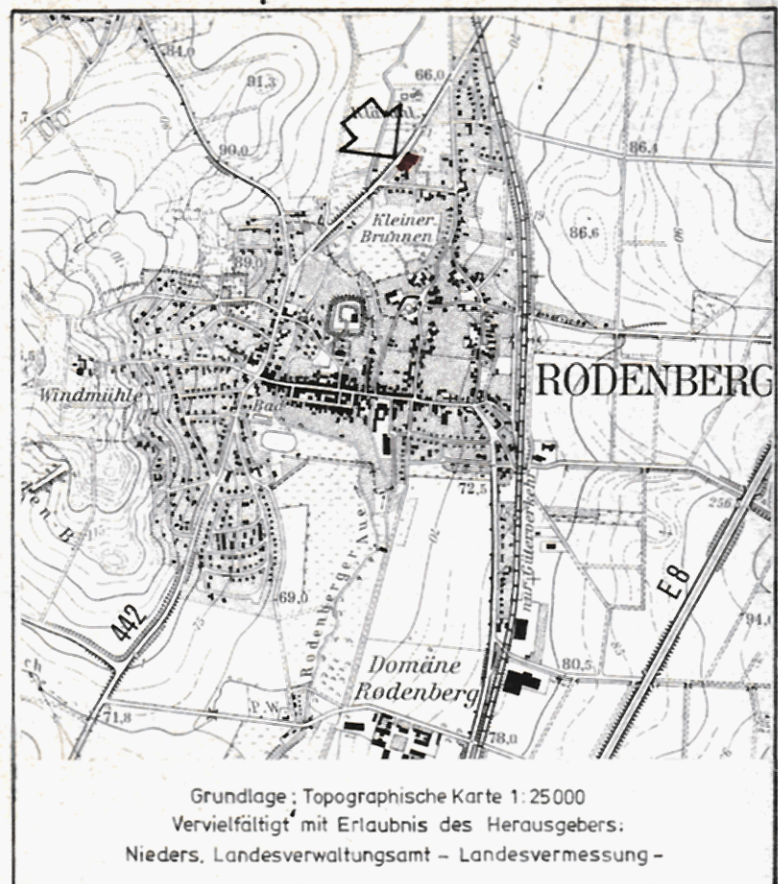 84,0
91,3
66,0
90,0
86,4
Kleiner
Brunnen
86,6
89,0
RODENBERG
Windmühle
Bad
72,5
256
nur Güterverkehr
Rodenberger Aue
E8
69,0
442
Domäne
Rodenberg
80,5
P.W.
71,8
78,0
Grundlage: Topographische Karte 1:25000
Vervielfältigt mit Erlaubnis des Herausgebers:
Nieders. Landesverwaltungsamt - Landesvermessung -